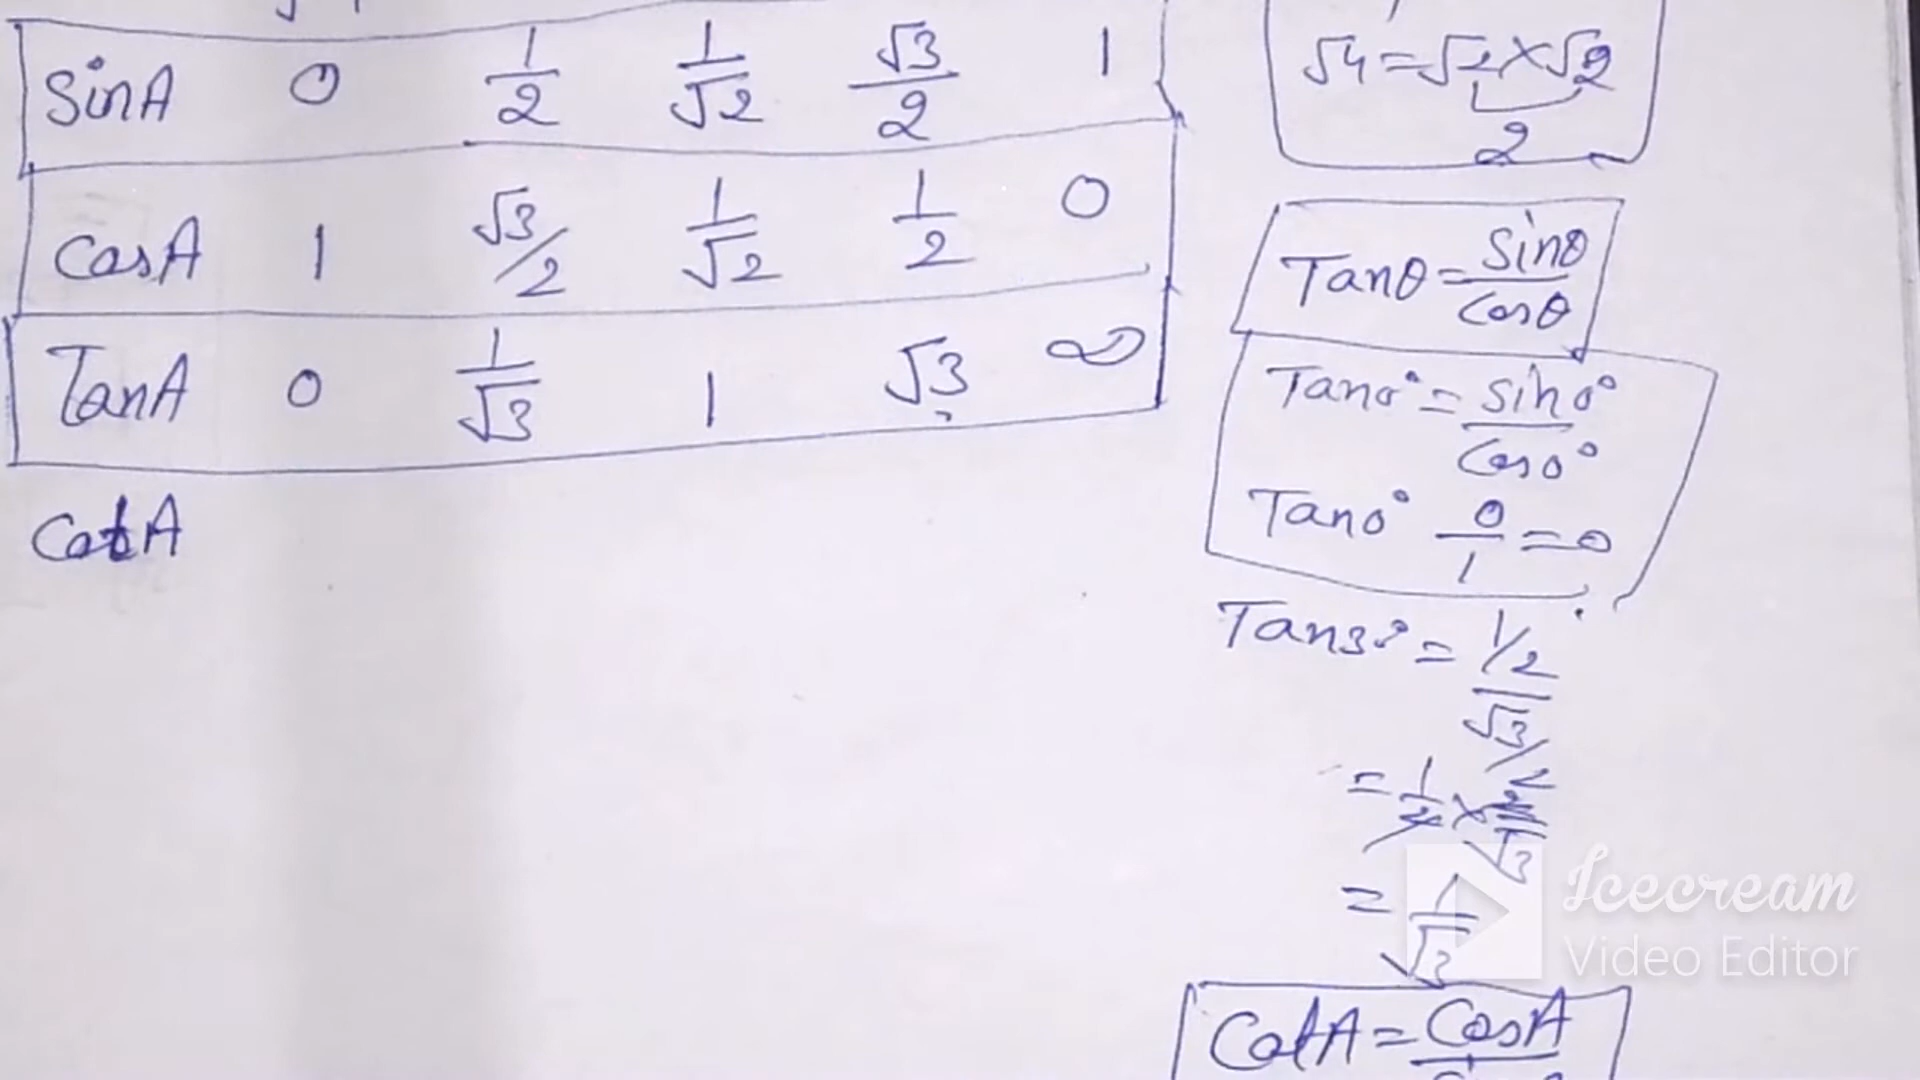 SinA 0 1/2 1/√2 √3/2 1
CosA 1 √3/2 1/√2 1/2 0
TanA 0 1/√3 1 √3 ∞
CotA
√4=√2×√2
2
Tanθ=Sinθ/Cosθ
Tan0°=Sin0°/Cos0°
Tan0° 0/1=0
Tan30=1/2/√3/2
=1/2×2/√3
=1/√3
CotA=CosA
Icecream
Video Editor